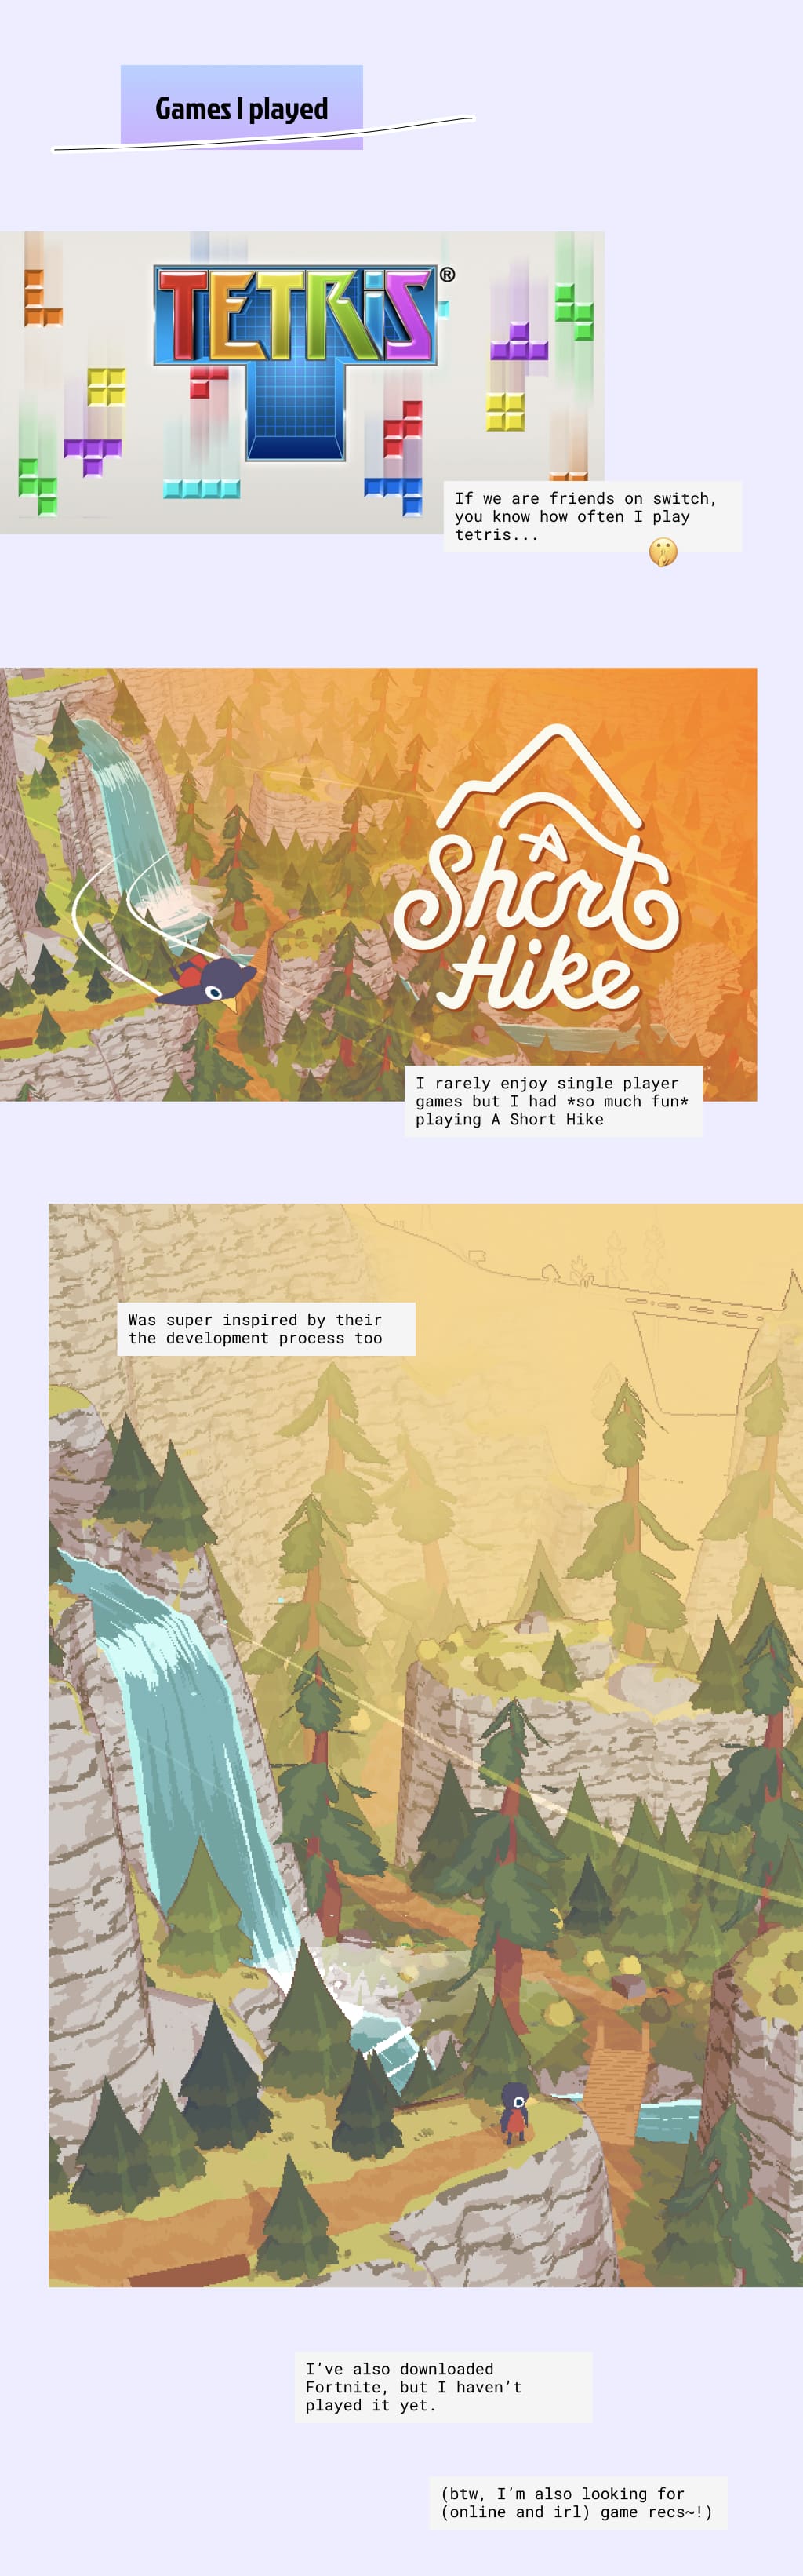 Games I played
TETRiS®
If we are friends on switch,
you know how often I play
tetris...
A
Short
Hike
I rarely enjoy single player
games but I had *so much fun*
playing A Short Hike
Was super inspired by their
the development process too
I’ve also downloaded
Fortnite, but I haven’t
played it yet.
(btw, I’m also looking for
(online and irl) game recs~!)